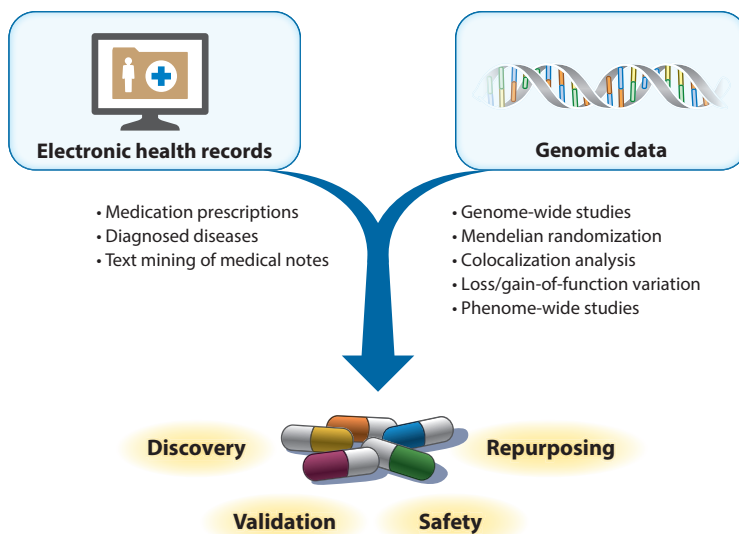 Electronic health records
Genomic data
• Medication prescriptions
• Diagnosed diseases
• Text mining of medical notes
• Genome-wide studies
• Mendelian randomization
• Colocalization analysis
• Loss/gain-of-function variation
• Phenome-wide studies
Discovery
Repurposing
Validation
Safety